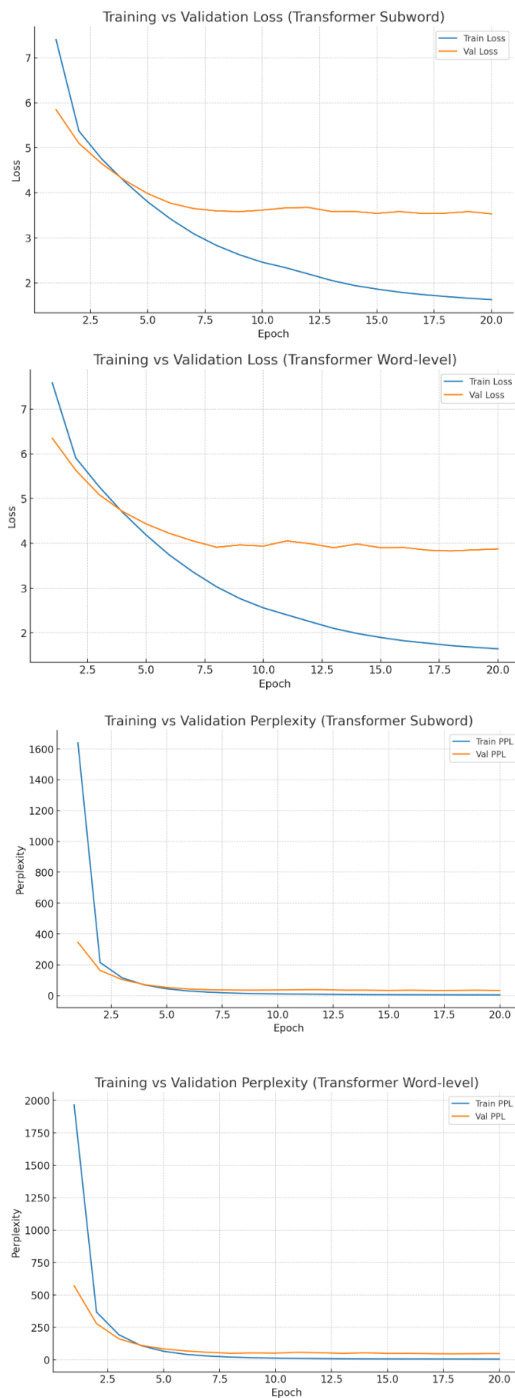 Training vs Validation Loss (Transformer Subword)
Train Loss
Val Loss
7
6
5
4
3
2
Loss
2.5 5.0 7.5 10.0 12.5 15.0 17.5 20.0
Epoch
Training vs Validation Loss (Transformer Word-level)
Train Loss
Val Loss
7
6
5
4
3
2
Loss
2.5 5.0 7.5 10.0 12.5 15.0 17.5 20.0
Epoch
Training vs Validation Perplexity (Transformer Subword)
Train PPL
Val PPL
1600
1400
1200
1000
800
600
400
200
0
Perplexity
2.5 5.0 7.5 10.0 12.5 15.0 17.5 20.0
Epoch
Training vs Validation Perplexity (Transformer Word-level)
Train PPL
Val PPL
2000
1750
1500
1250
1000
750
500
250
0
Perplexity
2.5 5.0 7.5 10.0 12.5 15.0 17.5 20.0
Epoch